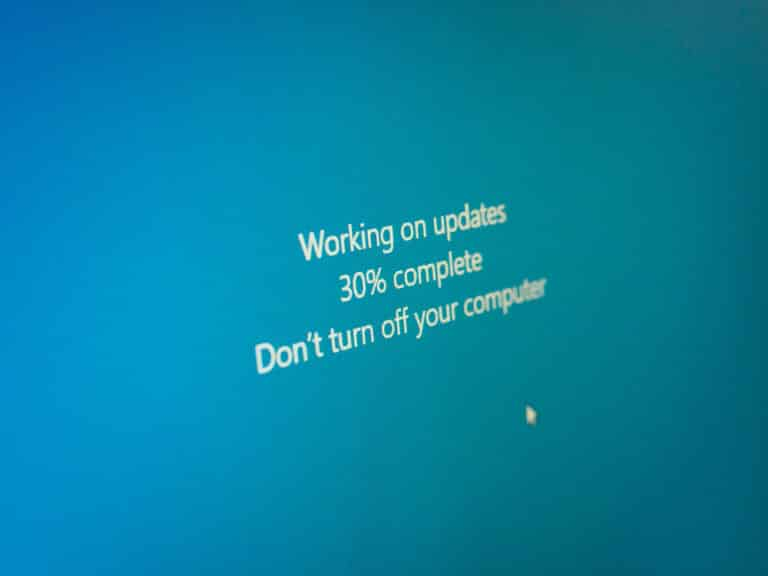 Working on updates
30% complete
Don't turn off your computer